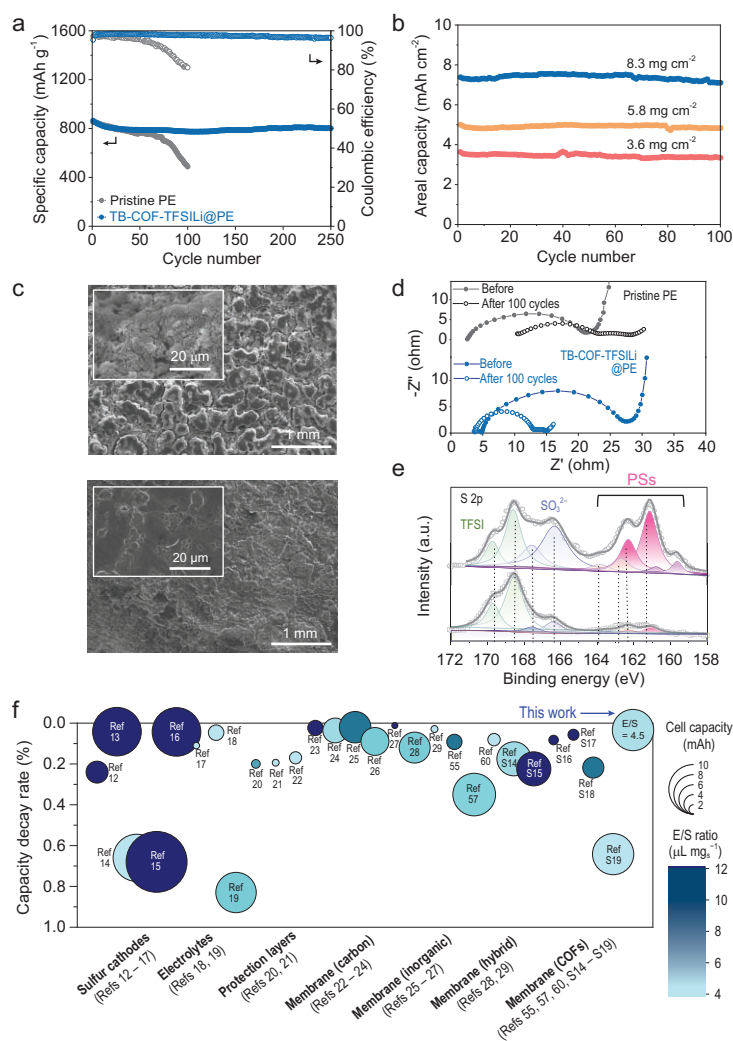 a
1600
1200
800
400
0
Specific capacity (mAh g⁻¹)
100
80
60
40
20
0
Coulombic efficiency (%)
Pristine PE
TB-COF-TFSILi@PE
0 50 100 150 200 250
Cycle number
b
10
8
6
4
2
0
Areal capacity (mAh cm⁻²)
8.3 mg cm⁻²
5.8 mg cm⁻²
3.6 mg cm⁻²
0 20 40 60 80 100
Cycle number
c
20 µm
1 mm
20 µm
1 mm
d
Before
After 100 cycles
Pristine PE
10
5
0
Before
After 100 cycles
TB-COF-TFSILi
@PE
15
10
5
0
-Z'' (ohm)
0 5 10 15 20 25 30 35 40
Z' (ohm)
e
PSs
S 2p
TFSI
SO₃²⁻
Intensity (a.u.)
172 170 168 166 164 162 160 158
Binding energy (eV)
f
This work
0.0
0.2
0.4
0.6
0.8
1.0
Capacity decay rate (%)
Ref
12
Ref
13
Ref
14
Ref
15
Ref
16
Ref
17
Ref
18
Ref
19
Ref
20
Ref
21
Ref
22
Ref
23
Ref
24
Ref
25
Ref
26
Ref
27
Ref
28
Ref
29
Ref
55
Ref
57
Ref
60
Ref
S14
Ref
S15
Ref
S16
Ref
S17
Ref
S18
Ref
S19
E/S
= 4.5
Sulfur cathodes
(Refs 12 – 17)
Electrolytes
(Refs 18, 19)
Protection layers
(Refs 20, 21)
Membrane (carbon)
(Refs 22 – 24)
Membrane (inorganic)
(Refs 25 – 27)
Membrane (hybrid)
(Refs 28, 29)
Membrane (COFs)
(Refs 55, 57, 60, S14 – S19)
Cell capacity
(mAh)
10
8
6
4
2
E/S ratio
(µL mgₛ⁻¹)
12
10
8
6
4